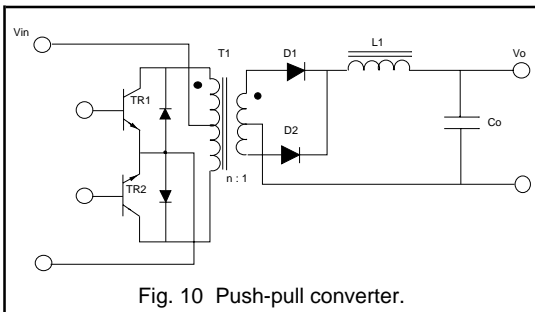 Vin
T1
D1
L1
Vo
TR1
D2
Co
TR2
n : 1
Fig. 10 Push-pull converter.